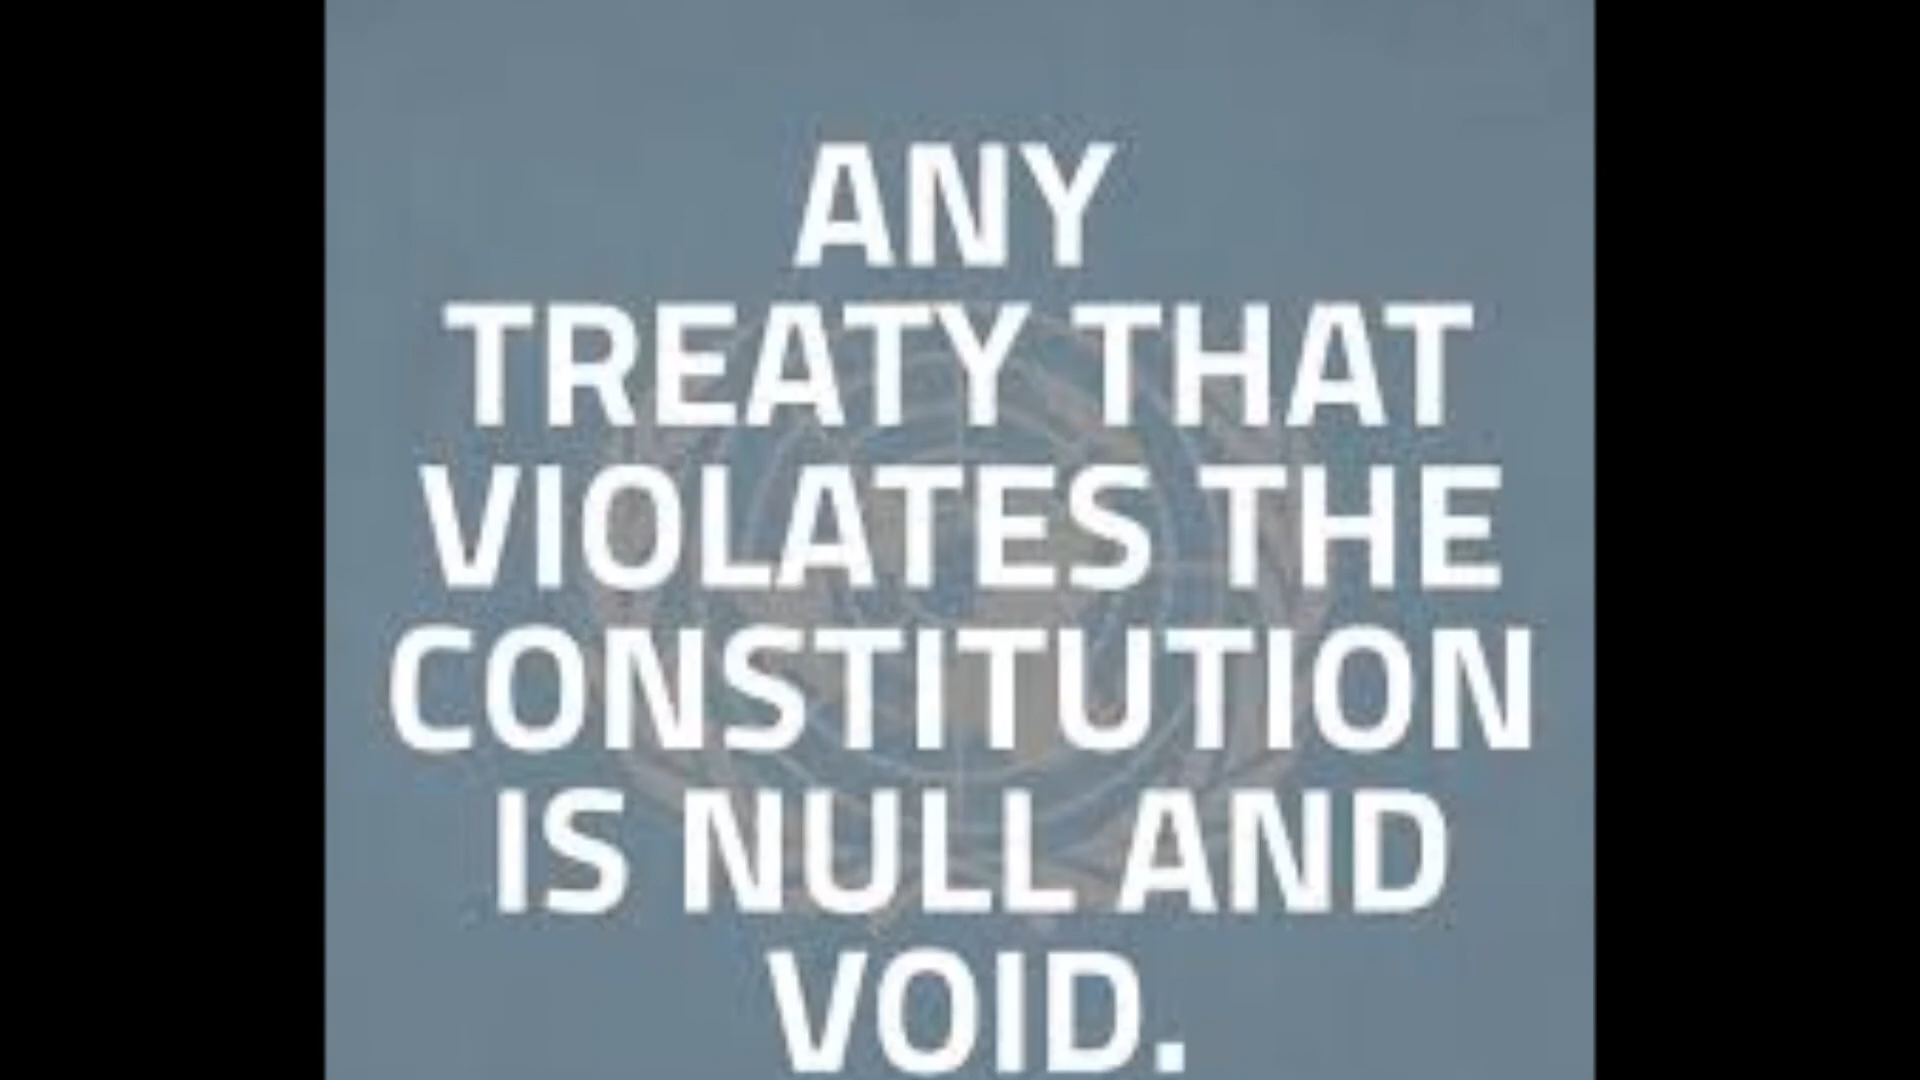 ANY
TREATY THAT
VIOLATES THE
CONSTITUTION
IS NULL AND
VOID.